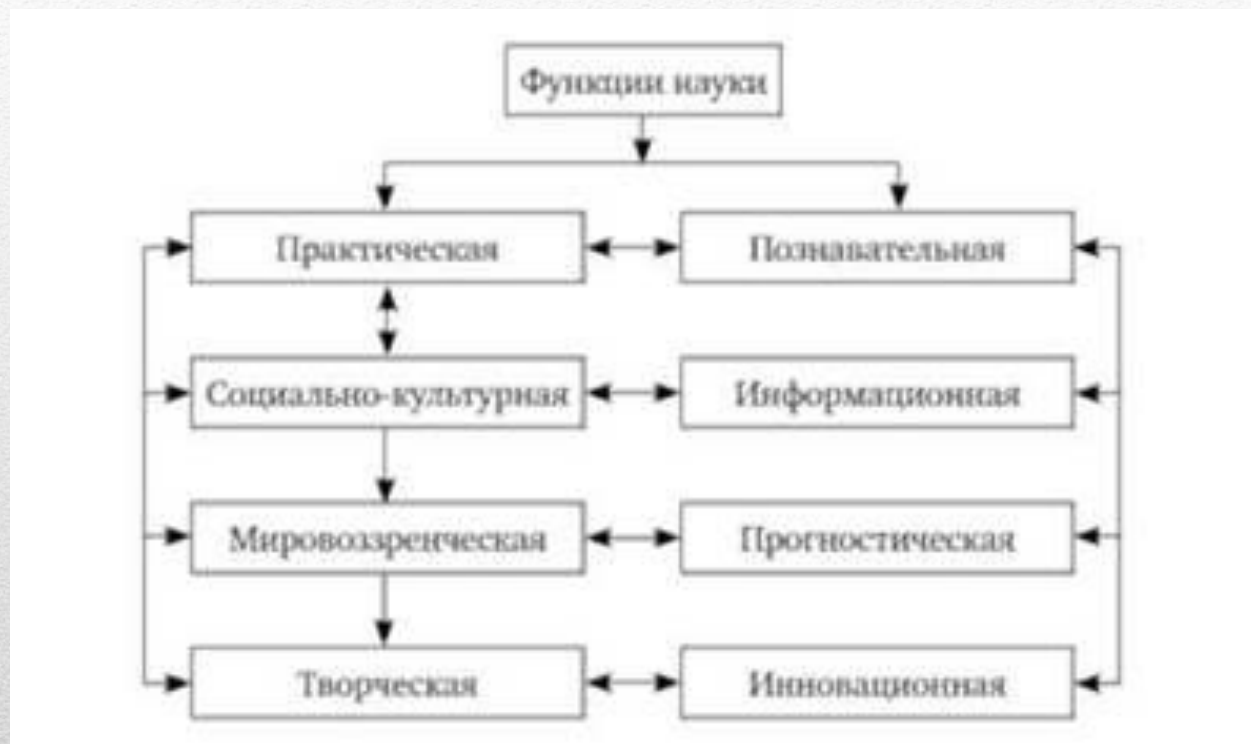 Функции науки
Практическая
Познавательная
Социально-культурная
Информационная
Мировоззренческая
Прогностическая
Творческая
Инновационная